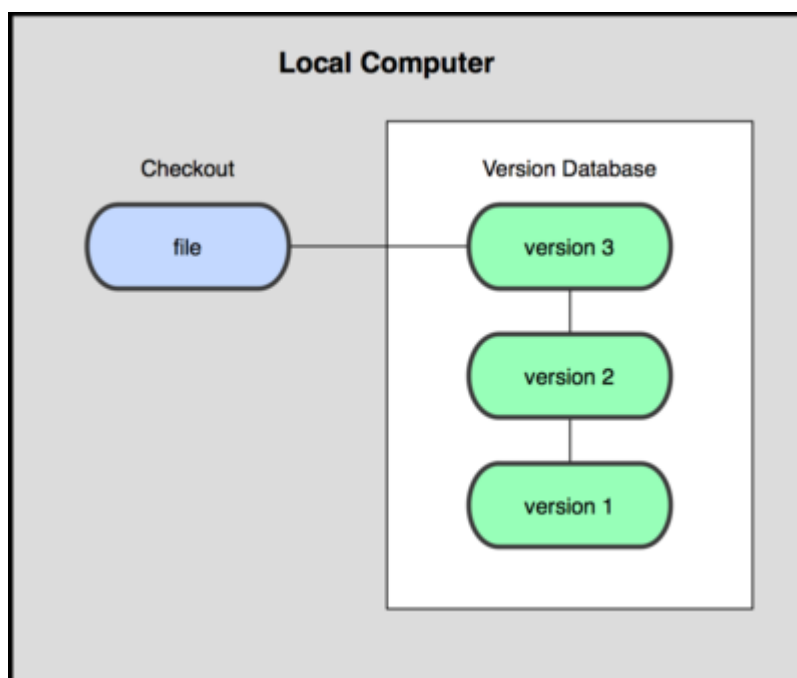 Local Computer
Checkout
Version Database
file
version 3
version 2
version 1